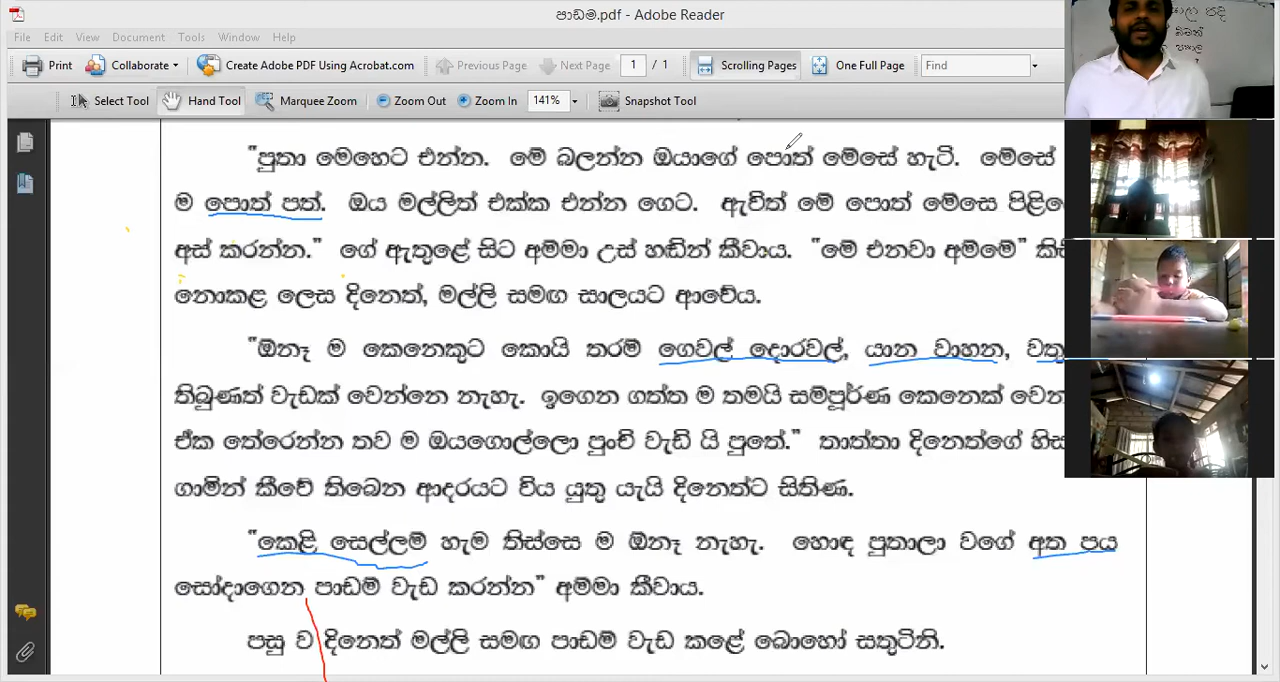 පාඩම.pdf - Adobe Reader
File Edit View Document Tools Window Help
Print Collaborate Create Adobe PDF Using Acrobat.com Previous Page Next Page 1 / 1 Scrolling Pages One Full Page Find
Select Tool Hand Tool Marquee Zoom Zoom Out Zoom In 141% Snapshot Tool
"පුතා මෙහෙට එන්න. මේ බලන්න ඔයාගේ පොත් මේසේ හැටි. මේසේ
ම පොත් පත්. ඔය මල්ලිත් එක්ක එන්න ගෙට. ඇවිත් මේ පොත් මේසෙ
අස් කරන්න." ගේ ඇතුළේ සිට අම්මා උස් හඬින් කීවාය. "මේ එනවා අම්මේ"
නොකළ ලෙස දිනෙත්, මල්ලි සමඟ සාලයට ආවේය.
"ඕනෑ ම කෙනෙකුට කොයි තරම් ගෙවල් දොරවල්, යාන වාහන,
තිබුණත් වැඩක් වෙන්නෙ නැහැ. ඉගෙන ගත්ත ම තමයි සම්පූර්ණ කෙනෙක්
ඒක තේරෙන්න තව ම ඔයගොල්ලො පුංචි වැඩි යි පුතේ." තාත්තා දිනෙත්ගේ
ගාමින් කීවේ තිබෙන ආදරයට විය යුතු යැයි දිනෙත්ට සිතිණ.
"කෙළි සෙල්ලම් හැම තිස්සෙ ම ඕනෑ නැහැ. හොඳ පුතාලා වගේ අත පය
සෝදාගෙන පාඩම් වැඩ කරන්න" අම්මා කීවාය.
පසු ව දිනෙත් මල්ලි සමඟ පාඩම් වැඩ කළේ බොහෝ සතුටිනි.